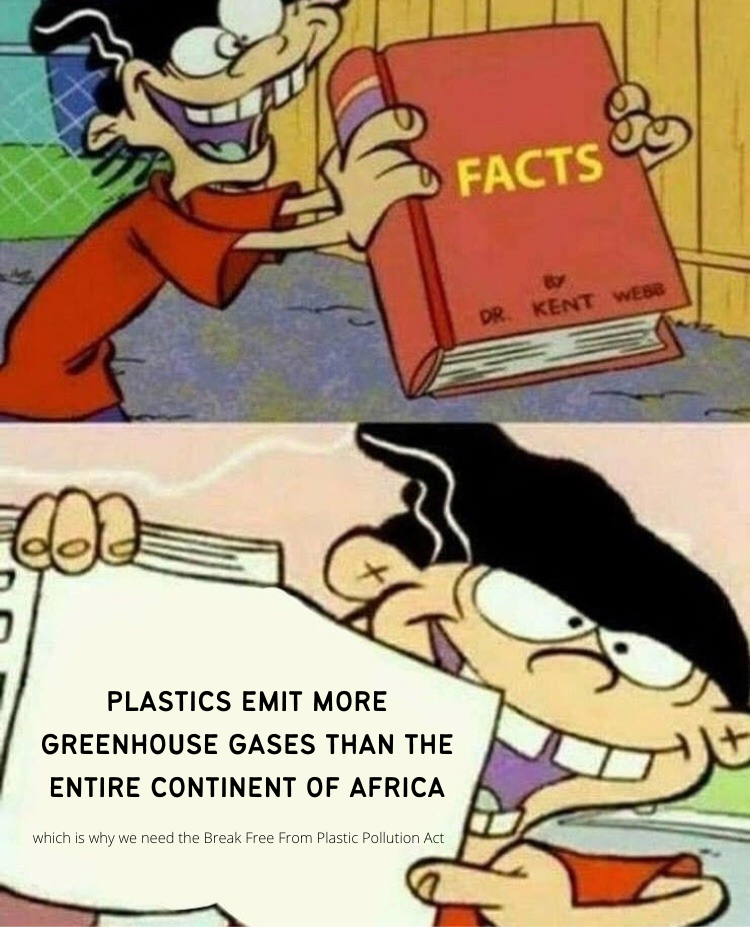 FACTS
By
DR. KENT WEBB
PLASTICS EMIT MORE
GREENHOUSE GASES THAN THE
ENTIRE CONTINENT OF AFRICA
which is why we need the Break Free From Plastic Pollution Act